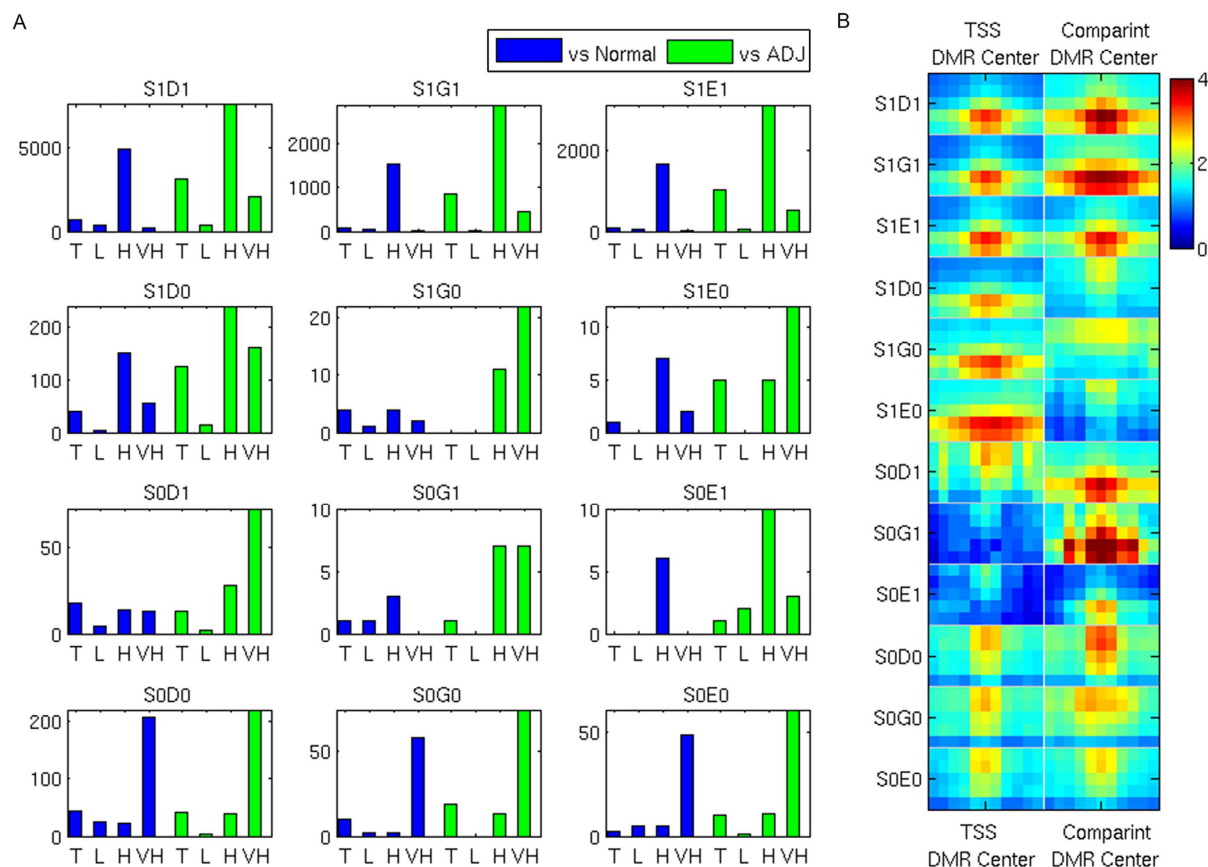 A
B
vs Normal vs ADJ
TSS Comparint
DMR Center DMR Center
S1D1 S1G1 S1E1
5000
0
2000
1000
0
2000
0
T L H VH T L H VH
T L H VH T L H VH
T L H VH T L H VH
S1D0 S1G0 S1E0
200
100
0
20
10
0
10
5
0
T L H VH T L H VH
T L H VH T L H VH
T L H VH T L H VH
S0D1 S0G1 S0E1
50
0
10
5
0
10
5
0
T L H VH T L H VH
T L H VH T L H VH
T L H VH T L H VH
S0D0 S0G0 S0E0
200
100
0
50
0
50
0
T L H VH T L H VH
T L H VH T L H VH
T L H VH T L H VH
S1D1
S1G1
S1E1
S1D0
S1G0
S1E0
S0D1
S0G1
S0E1
S0D0
S0G0
S0E0
4
2
0
TSS Comparint
DMR Center DMR Center